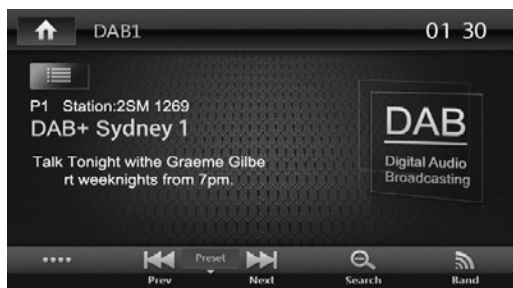 DAB1
01 30
P1 Station:2SM 1269
DAB+ Sydney 1
Talk Tonight withe Graeme Gilbe
rt weeknights from 7pm.
DAB
Digital Audio
Broadcasting
Preset
Prev
Next
Search
Band